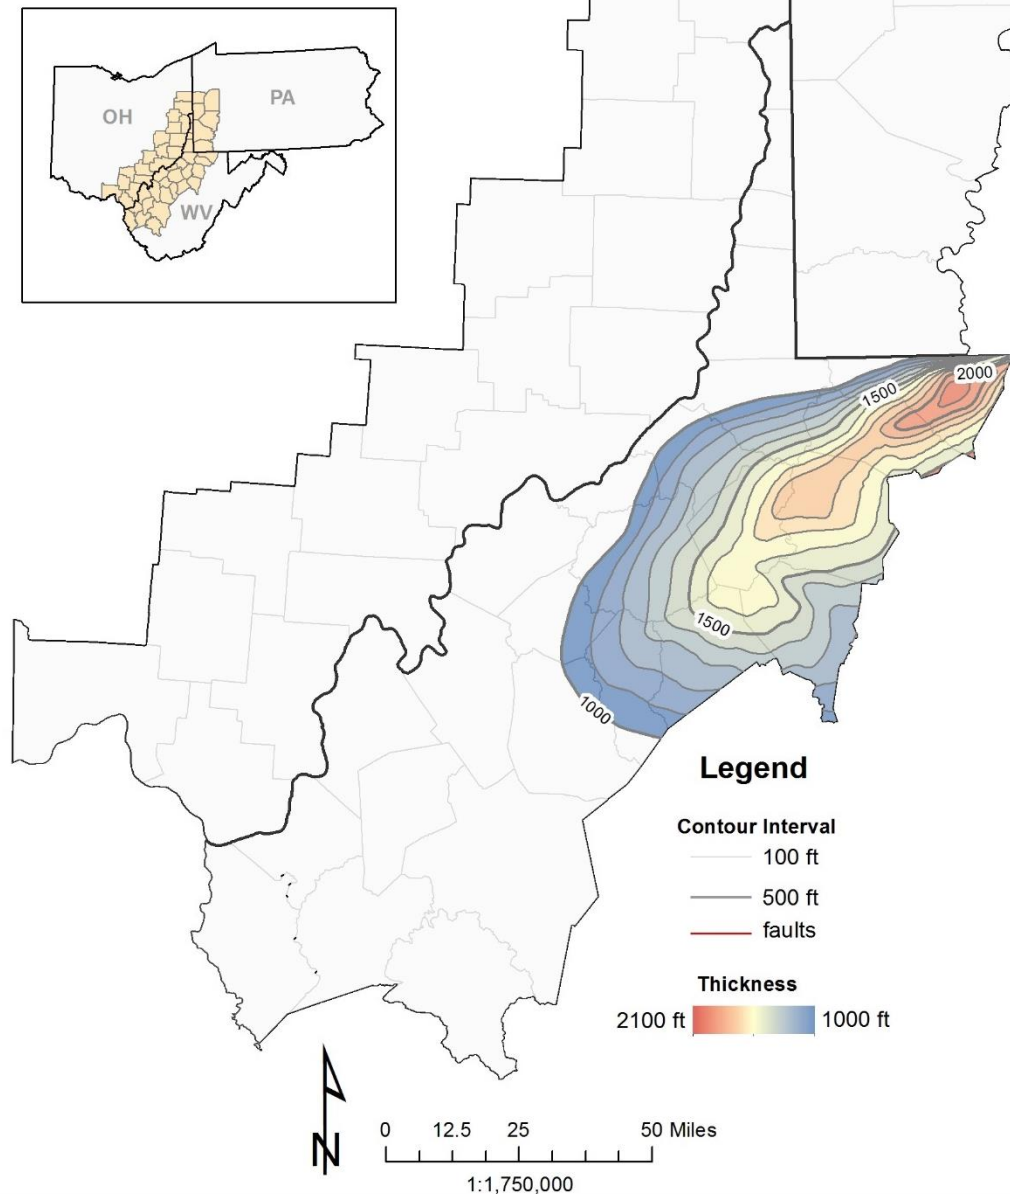 OH
PA
WV
2000
1500
1500
1000
Legend
Contour Interval
100 ft
500 ft
faults
Thickness
2100 ft
1000 ft
N
0 12.5 25 50 Miles
1:1,750,000